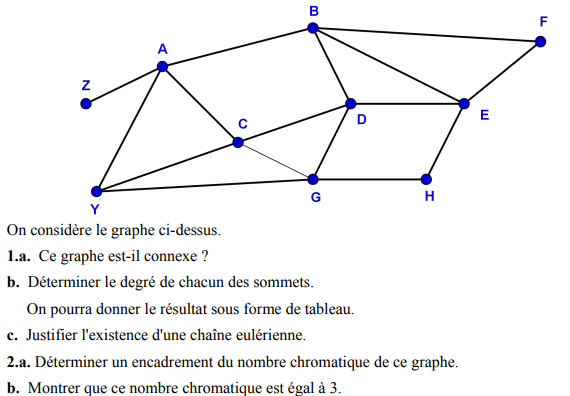 B
F
A
Z
C
D
E
Y
G
H
On considère le graphe ci-dessus.
1.a. Ce graphe est-il connexe ?
b. Déterminer le degré de chacun des sommets.
On pourra donner le résultat sous forme de tableau.
c. Justifier l'existence d'une chaîne eulérienne.
2.a. Déterminer un encadrement du nombre chromatique de ce graphe.
b. Montrer que ce nombre chromatique est égal à 3.